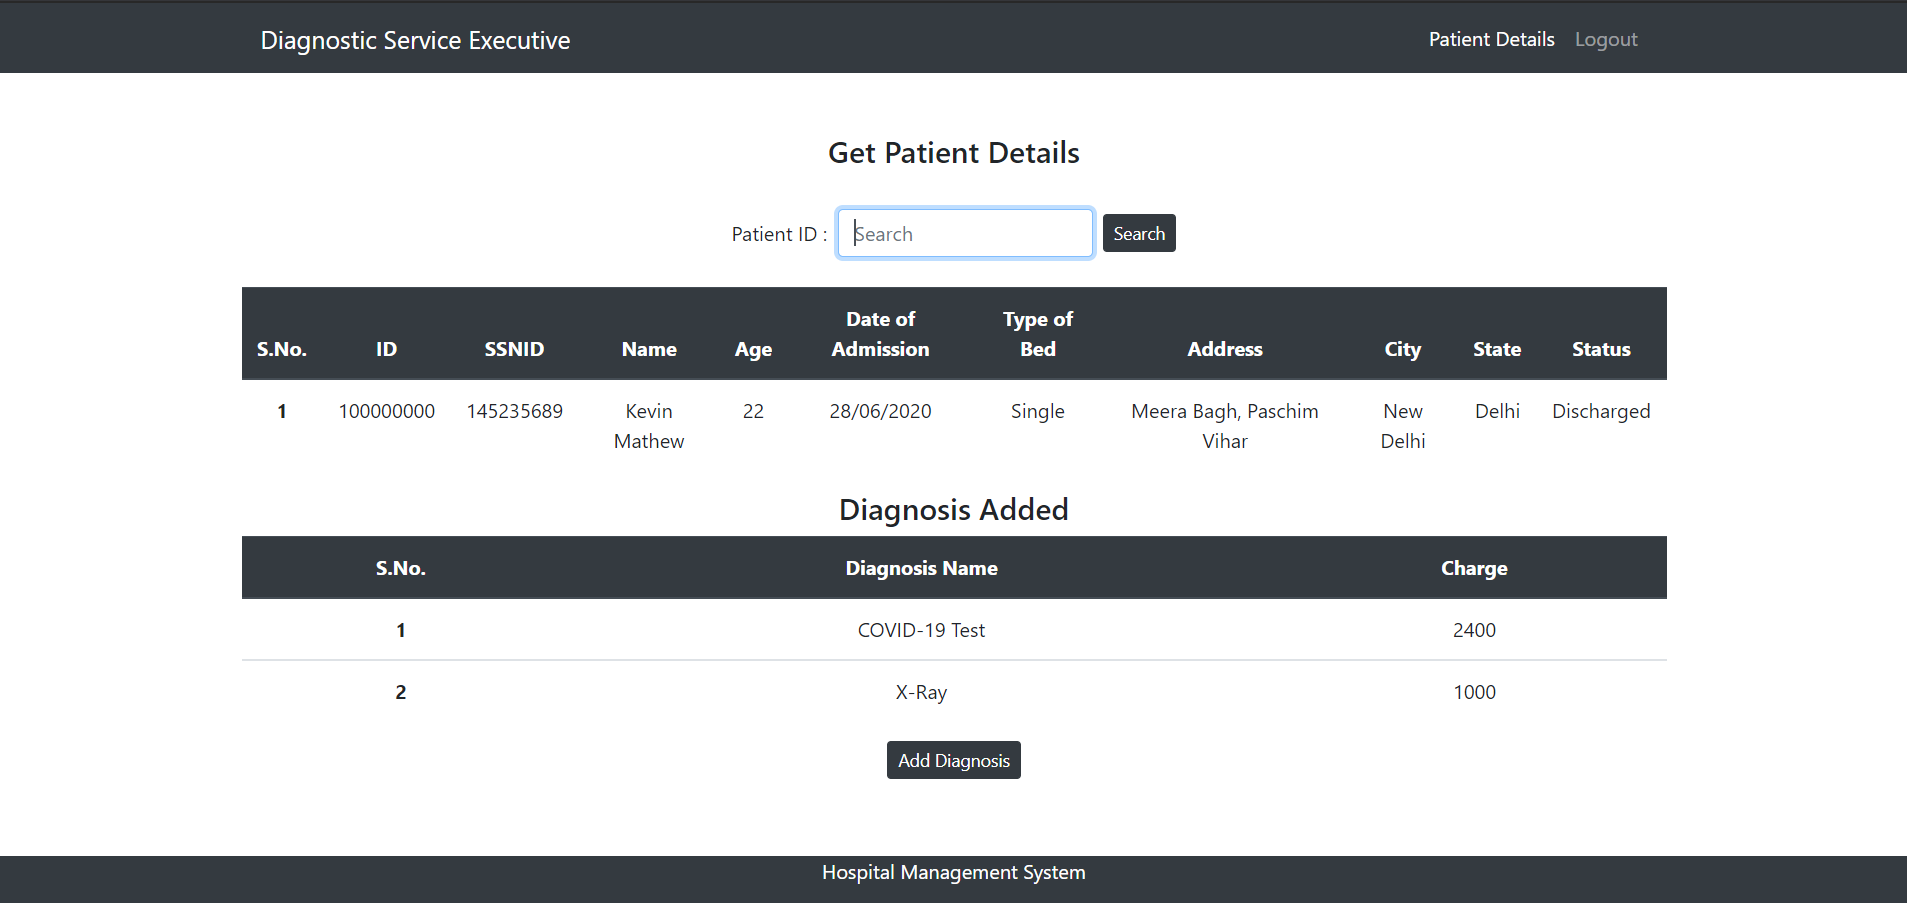 Diagnostic Service Executive Patient Details Logout
Get Patient Details
Patient ID : Search Search
Date of Type of
S.No. ID SSNID Name Age Admission Bed Address City State Status
1 100000000 145235689 Kevin 22 28/06/2020 Single Meera Bagh, Paschim New Delhi Discharged
Mathew Vihar Delhi
Diagnosis Added
S.No. Diagnosis Name Charge
1 COVID-19 Test 2400
2 X-Ray 1000
Add Diagnosis
Hospital Management System